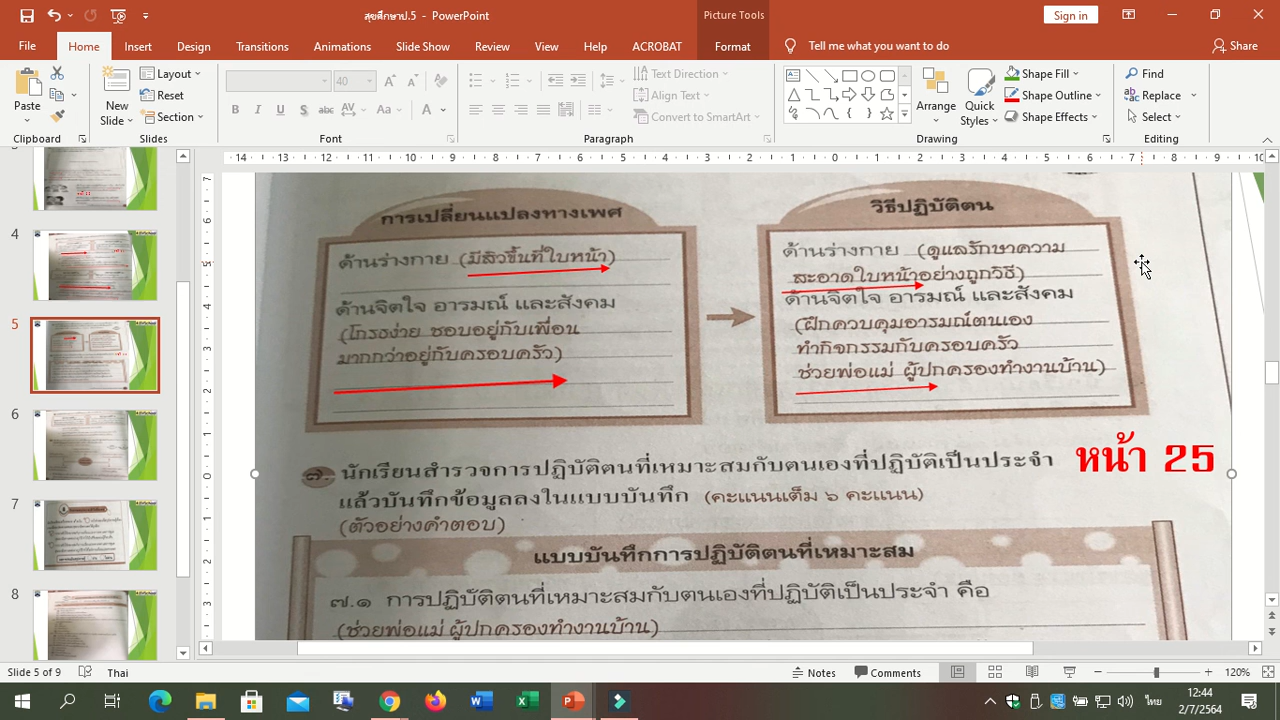 สุขศึกษาป.5 - PowerPoint
Picture Tools
Sign in
File
Home
Insert
Design
Transitions
Animations
Slide Show
Review
View
Help
ACROBAT
Format
Tell me what you want to do
Share
Paste
Clipboard
New
Slide
Layout
Reset
Section
Slides
40
Font
Text Direction
Align Text
Convert to SmartArt
Paragraph
Arrange
Quick
Styles
Shape Fill
Shape Outline
Shape Effects
Drawing
Find
Replace
Select
Editing
4
5
6
7
8
การเปลี่ยนแปลงทางเพศ
ด้านร่างกาย (มีสิวขึ้นที่ใบหน้า)
ด้านจิตใจ อารมณ์ และสังคม
(โกรธง่าย ชอบอยู่กับเพื่อน
มากกว่าอยู่กับครอบครัว)
วิธีปฏิบัติตน
ด้านร่างกาย (ดูแลรักษาความ
สะอาดใบหน้าอย่างถูกวิธี)
ด้านจิตใจ อารมณ์ และสังคม
(ฝึกควบคุมอารมณ์ตนเอง
ทำกิจกรรมกับครอบครัว
ช่วยพ่อแม่ ผู้ปกครองทำงานบ้าน)
หน้า 25
๗. นักเรียนสำรวจการปฏิบัติตนที่เหมาะสมกับตนเองที่ปฏิบัติเป็นประจำ
แล้วบันทึกข้อมูลลงในแบบบันทึก (คะแนนเต็ม ๖ คะแนน)
(ตัวอย่างคำตอบ)
แบบบันทึกการปฏิบัติตนที่เหมาะสม
๗.๑ การปฏิบัติตนที่เหมาะสมกับตนเองที่ปฏิบัติเป็นประจำ คือ
(ช่วยพ่อแม่ ผู้ปกครองทำงานบ้าน)
Slide 5 of 9
Thai
Notes
Comments
120%
ไทย
12:44
2/7/2564